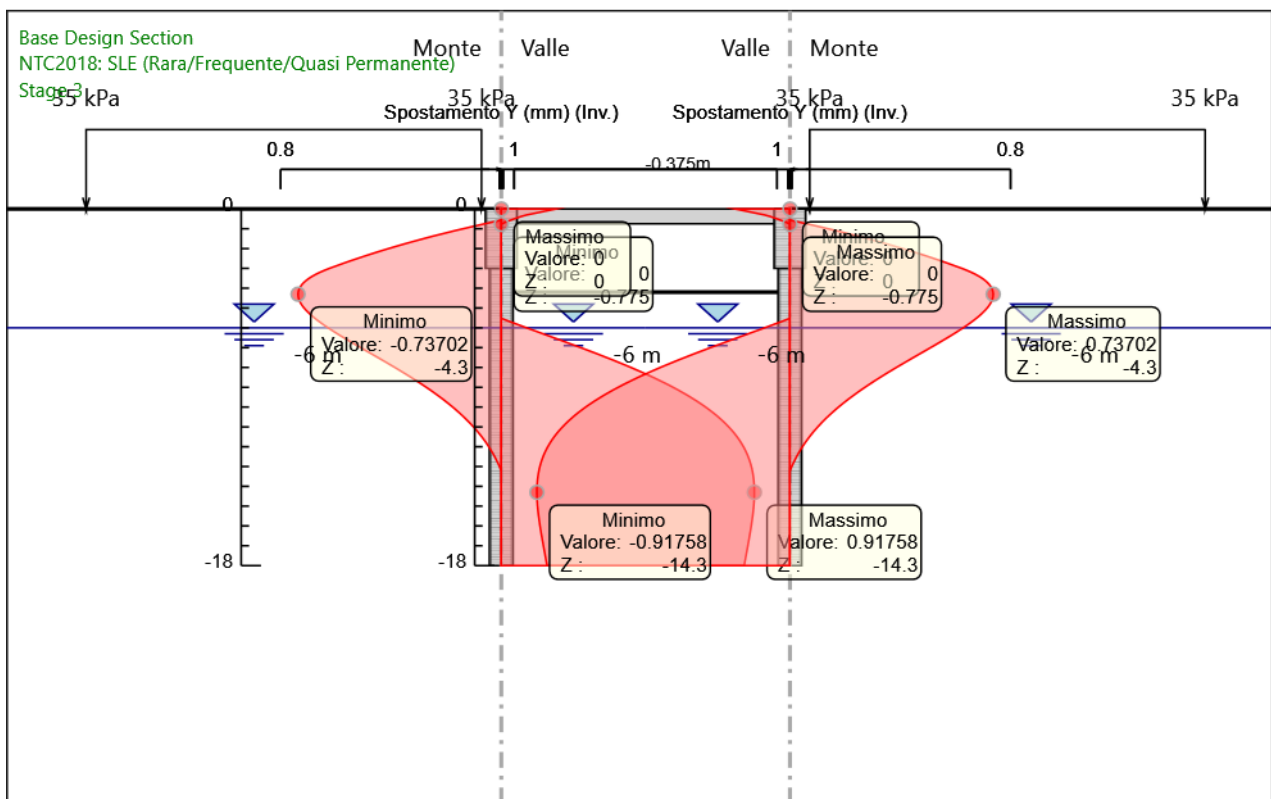 Base Design Section
Monte Valle Valle Monte
NTC2018: SLE (Rara/Frequente/Quasi Permanente)
Stage 3
35 kPa 35 kPa 35 kPa 35 kPa
Spostamento Y (mm) (Inv.) Spostamento Y (mm) (Inv.)
0.8 1 -0.375m 1 0.8
0 0
Massimo
Valore: 0
Z : 0
Minimo
Valore: 0
Z : -0.775
Minimo
Valore: 0
Z : 0
Massimo
Valore: 0
Z : -0.775
Minimo
Valore: -0.73702
Z : -4.3
-6 m -6 m -6 m -6 m
Massimo
Valore: 0.73702
Z : -4.3
Minimo
Valore: -0.91758
Z : -14.3
Massimo
Valore: 0.91758
Z : -14.3
-18 -18